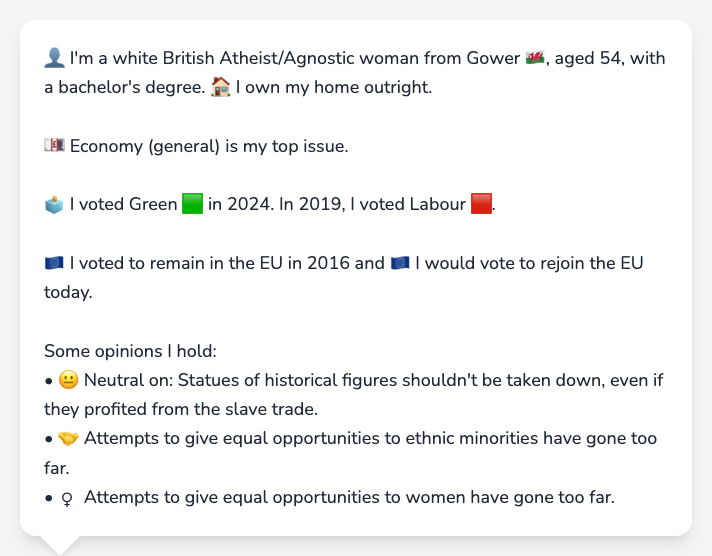 👤 I'm a white British Atheist/Agnostic woman from Gower 🏴󠁧󠁢󠁷󠁬󠁳󠁿, aged 54, with
a bachelor's degree. 🏠 I own my home outright.
💷 Economy (general) is my top issue.
🗳️ I voted Green 🟩 in 2024. In 2019, I voted Labour 🟥.
🇪🇺 I voted to remain in the EU in 2016 and 🇪🇺 I would vote to rejoin the EU
today.
Some opinions I hold:
• 😐 Neutral on: Statues of historical figures shouldn't be taken down, even if
they profited from the slave trade.
• 🤝 Attempts to give equal opportunities to ethnic minorities have gone too
far.
• ♀ Attempts to give equal opportunities to women have gone too far.